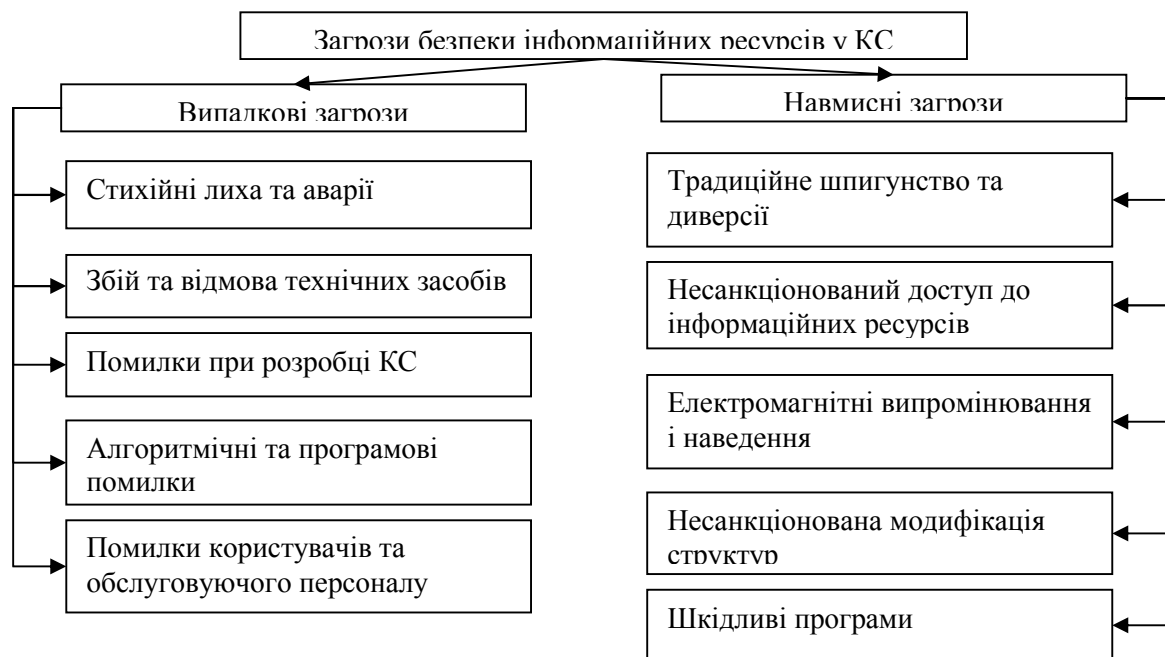 Загрози безпеки інформаційних ресурсів у КС
Випадкові загрози
Стихійні лиха та аварії
Збій та відмова технічних засобів
Помилки при розробці КС
Алгоритмічні та програмові
помилки
Помилки користувачів та
обслуговуючого персоналу
Навмисні загрози
Традиційне шпигунство та
диверсії
Несанкціонований доступ до
інформаційних ресурсів
Електромагнітні випромінювання
і наведення
Несанкціонована модифікація
структур
Шкідливі програми